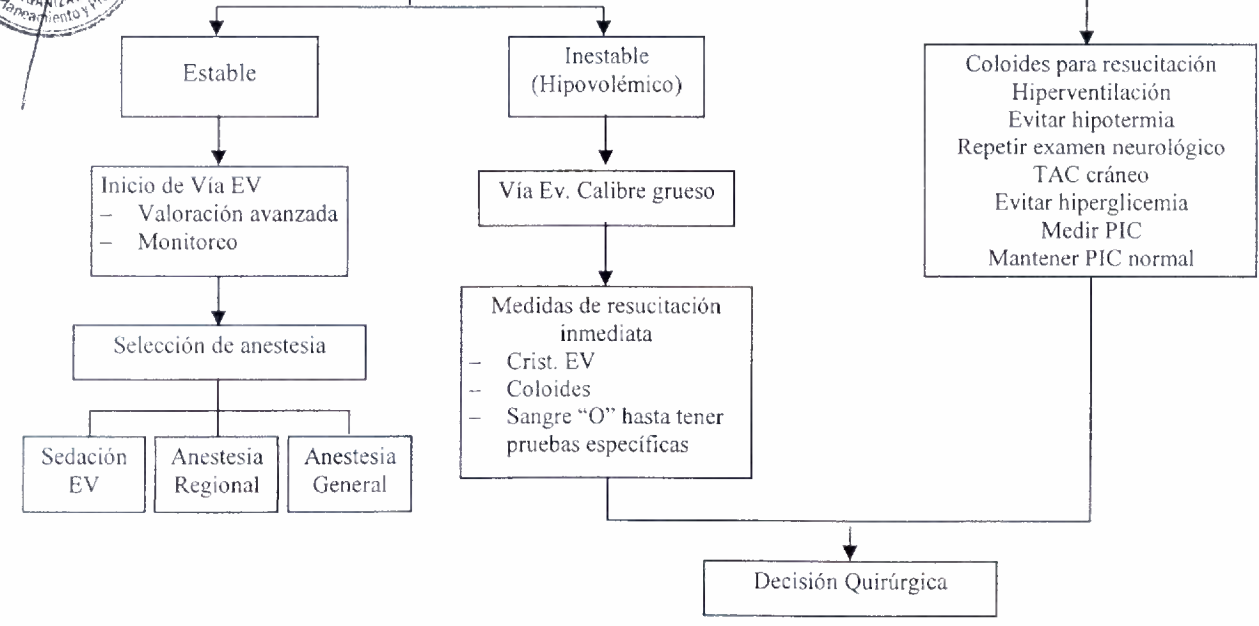 Planeamiento y
Estable
Inicio de Vía EV
– Valoración avanzada
– Monitoreo
Selección de anestesia
Sedación
EV
Anestesia
Regional
Anestesia
General
Inestable
(Hipovolémico)
Vía Ev. Calibre grueso
Medidas de resucitación
inmediata
– Crist. EV
– Coloides
– Sangre “O” hasta tener
pruebas específicas
Coloides para resucitación
Hiperventilación
Evitar hipotermia
Repetir examen neurológico
TAC cráneo
Evitar hiperglicemia
Medir PIC
Mantener PIC normal
Decisión Quirúrgica